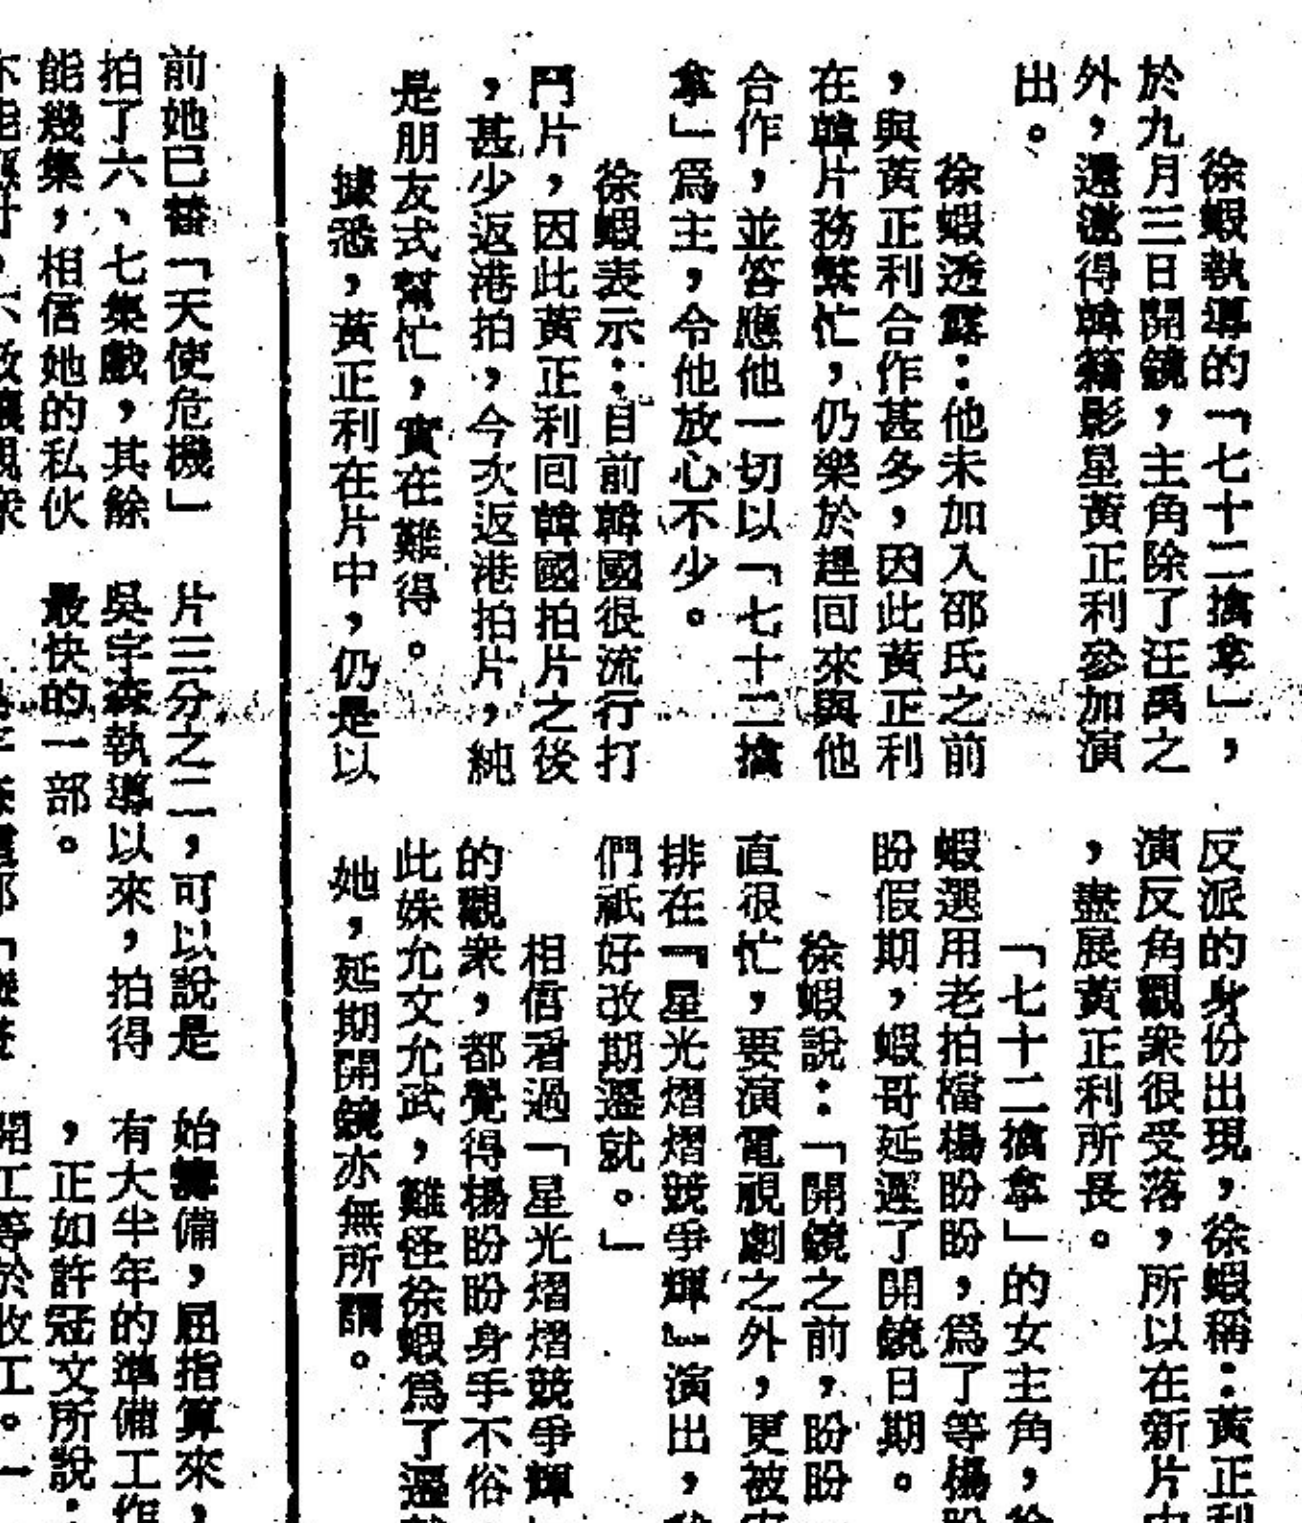 徐蝦執導的「七十二擒拿」，
於九月三日開鏡，主角除了汪禹之
外，還邀得韓籍影星黃正利參加演
出。
徐蝦透露：他未加入邵氏之前
，與黃正利合作甚多，因此黃正利
在韓片務繁忙，仍樂於趕回來與他
合作，並答應他一切以「七十二擒
拿」爲主，令他放心不少。
徐蝦表示：目前韓國很流行打
鬥片，因此黃正利回韓國拍片之後
，甚少返港拍，今次返港拍片，純
是朋友式幫忙，實在難得。
據悉，黃正利在片中，仍是以
反派的身份出現，徐蝦稱：黃正利
演反角觀衆很受落，所以在新片中
，盡展黃正利所長。
「七十二擒拿」的女主角，徐
蝦選用老拍檔楊盼盼，爲了等楊盼
盼假期，蝦哥延遲了開鏡日期。
徐蝦說：「開鏡之前，盼盼
直很忙，要演電視劇之外，更被安
排在『星光熠熠競爭輝』演出，我
們祇好改期遷就。」
相信看過「星光熠熠競爭輝
的觀衆，都覺得楊盼盼身手不俗
此姝允文允武，難怪徐蝦爲了遷就
她，延期開鏡亦無所謂。
前她已替「天使危機」
拍了六、七集戲，其餘
能幾集，相信她的私伙
不能
觀衆
片三分之二，可以說是
吳宇森執導以來，拍得
最快的一部。
始籌備，屈指算來，
有大半年的準備工作
，正如許冠文所說：
開工等於收工。一